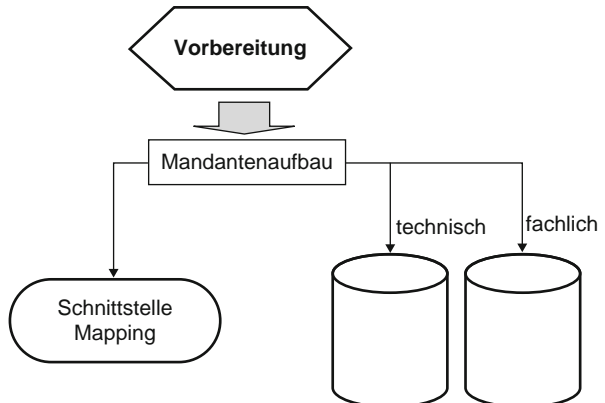 Vorbereitung
Mandantenaufbau
technisch
fachlich
Schnittstelle
Mapping